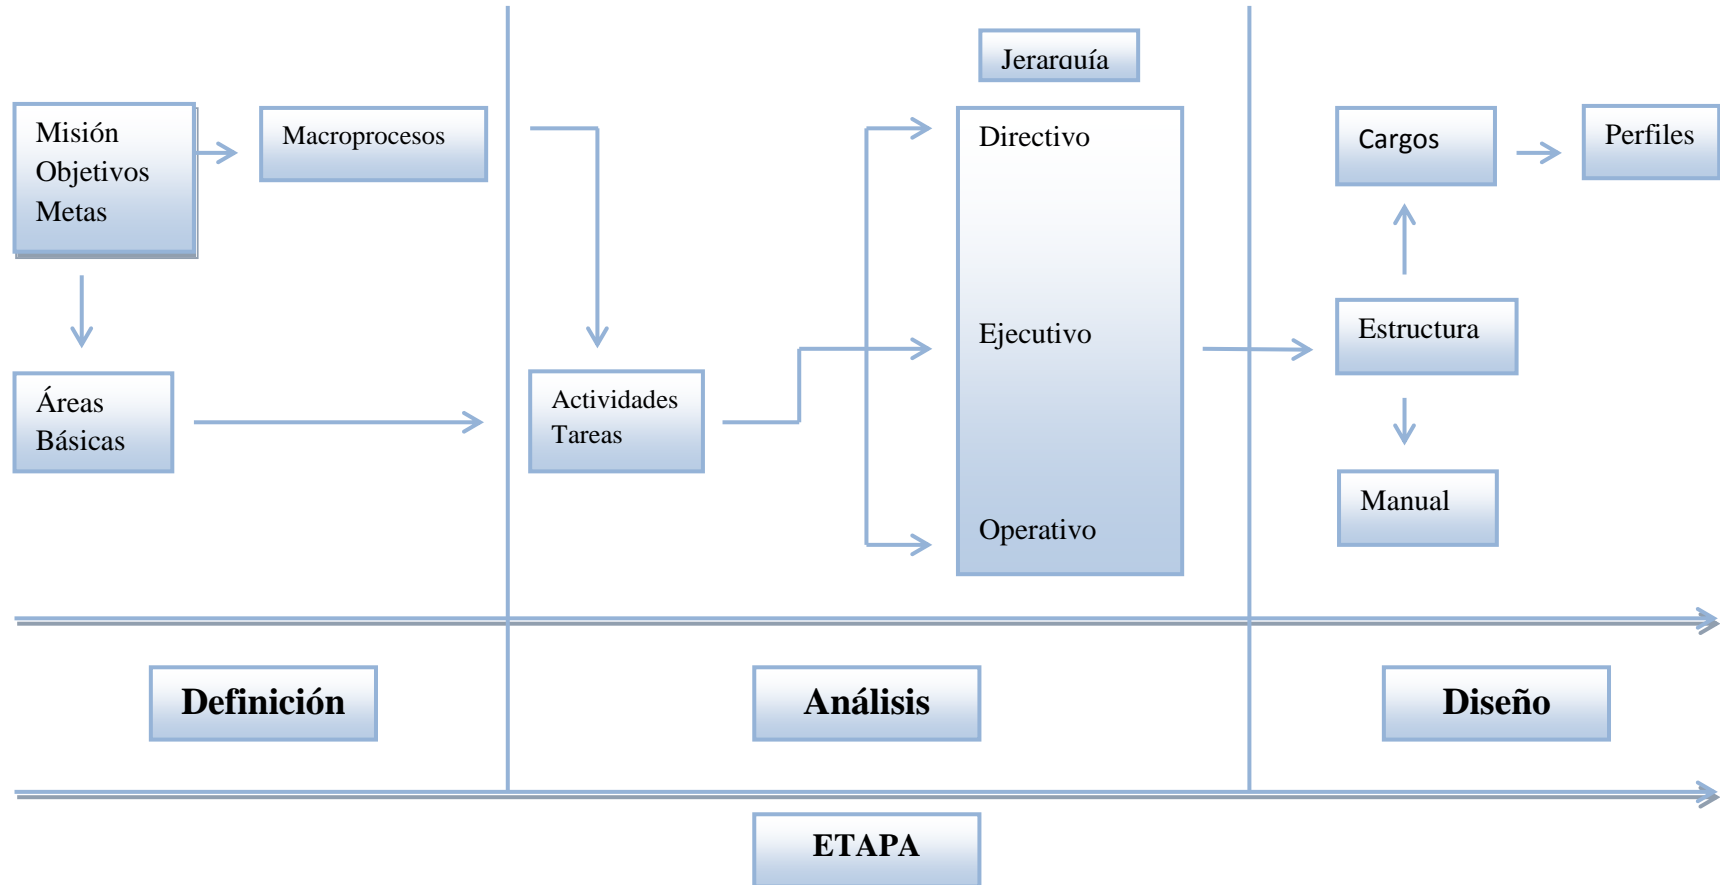 Jerarquía
Misión
Objetivos
Metas
Macroprocesos
Directivo
Cargos
Perfiles
Ejecutivo
Estructura
Áreas
Básicas
Actividades
Tareas
Operativo
Manual
Definición
Análisis
Diseño
ETAPA